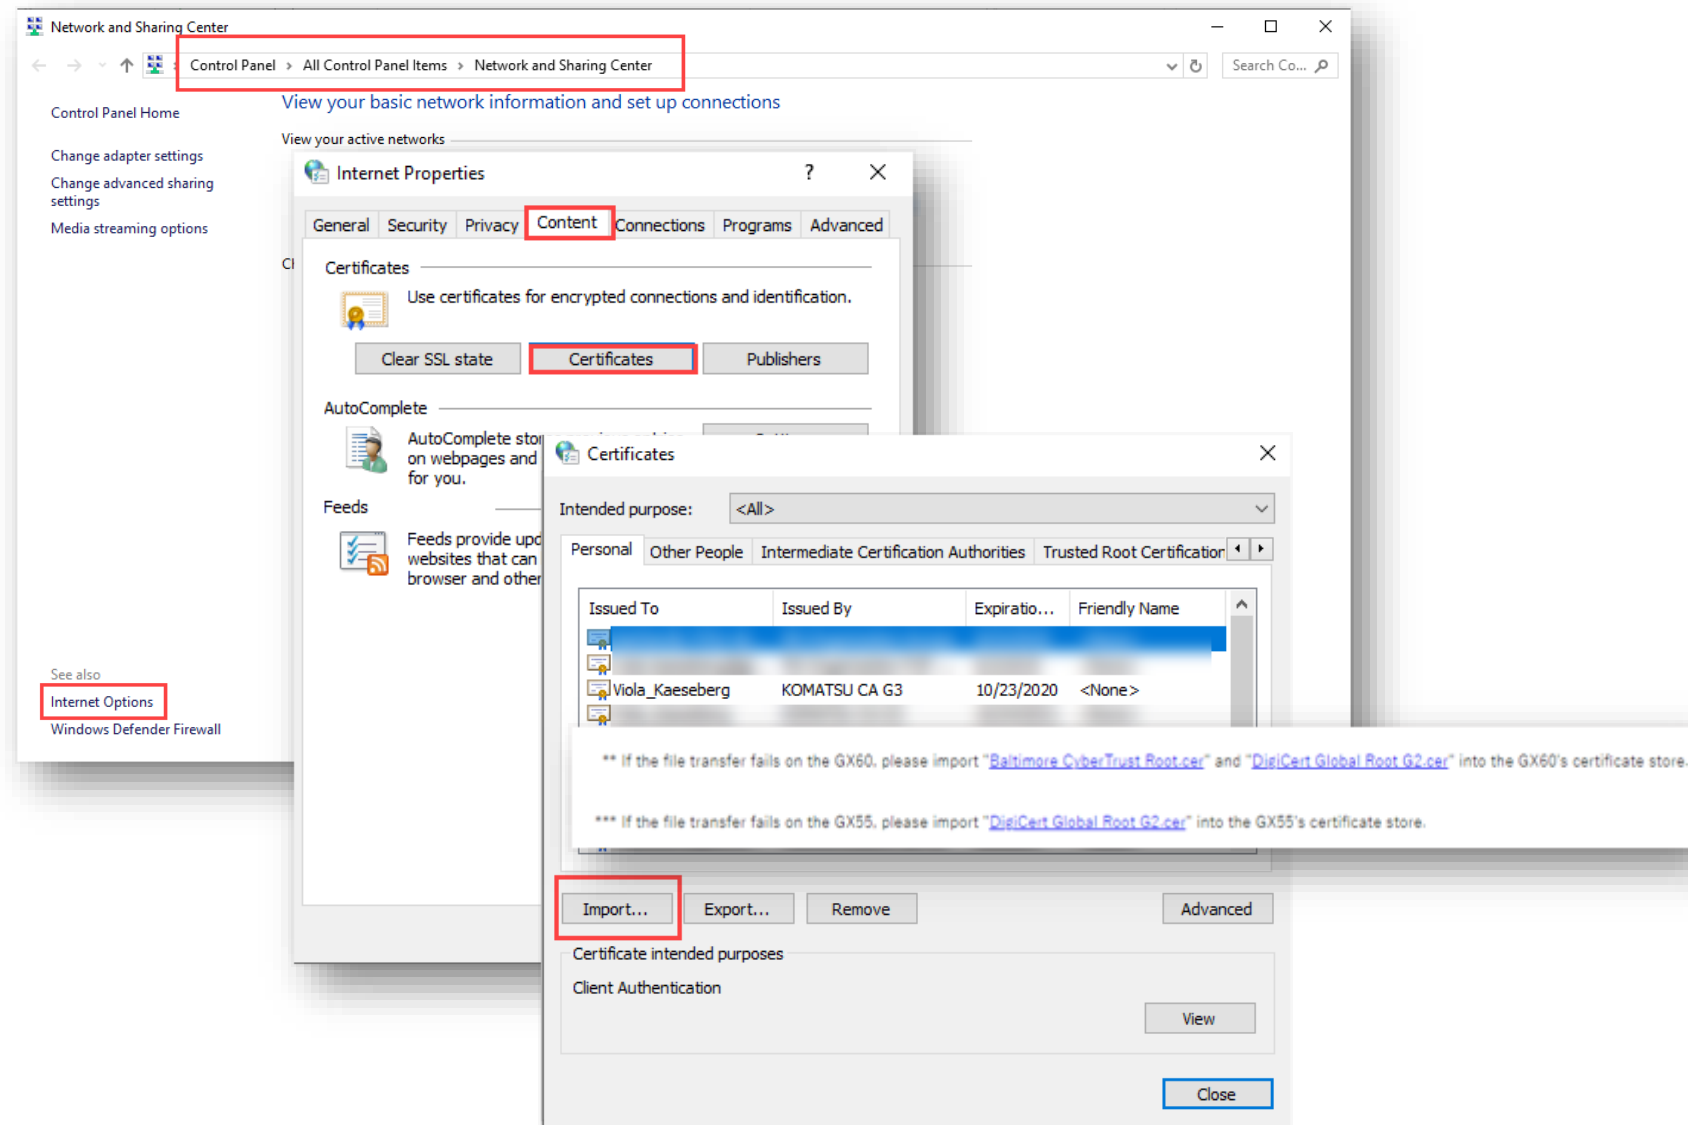 Network and Sharing Center
Control Panel > All Control Panel Items > Network and Sharing Center
Search Co...
Control Panel Home
Change adapter settings
Change advanced sharing
settings
Media streaming options
See also
Internet Options
Windows Defender Firewall
View your basic network information and set up connections
View your active networks
Internet Properties
?
General Security Privacy Content Connections Programs Advanced
Certificates
Use certificates for encrypted connections and identification.
Clear SSL state Certificates Publishers
AutoComplete
AutoComplete
on webpages and
for you.
Feeds
Feeds provide
websites that can
browser and other
Certificates
Intended purpose: <All>
Personal Other People Intermediate Certification Authorities Trusted Root Certification
Issued To Issued By Expiratio... Friendly Name
Viola_Kaeseberg KOMATSU CA G3 10/23/2020 <None>
** If the file transfer fails on the GX60, please import "Baltimore CyberTrust Root.cer" and "DigiCert Global Root G2.cer" into the GX60's certificate store.
*** If the file transfer fails on the GX55, please import "DigiCert Global Root G2.cer" into the GX55's certificate store.
Import... Export... Remove Advanced
Certificate intended purposes
Client Authentication
View
Close